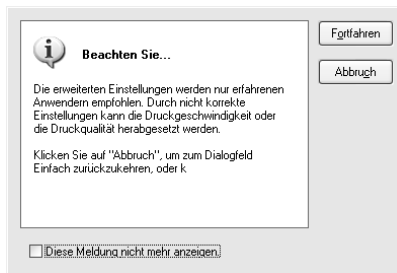 Beachten Sie...
Die erweiterten Einstellungen werden nur erfahrenen
Anwendern empfohlen. Durch nicht korrekte
Einstellungen kann die Druckgeschwindigkeit oder
die Druckqualität herabgesetzt werden.
Klicken Sie auf "Abbruch", um zum Dialogfeld
Einfach zurückzukehren, oder k
Diese Meldung nicht mehr anzeigen.
Fortfahren
Abbruch